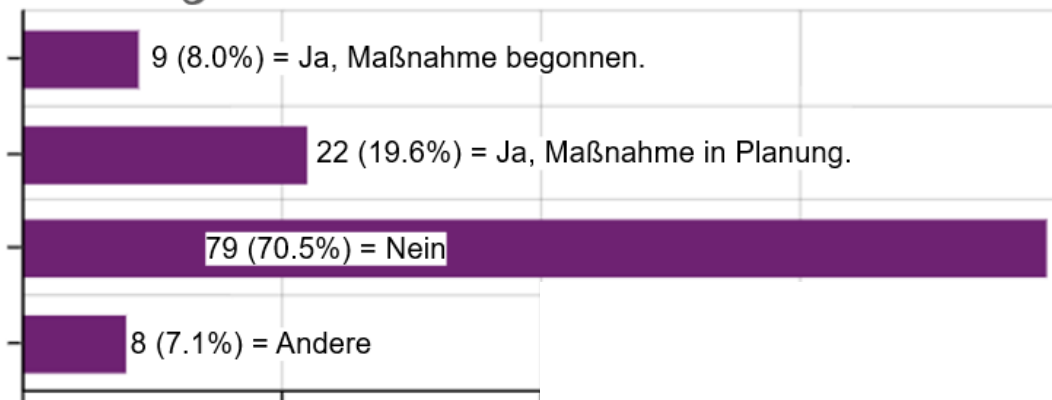 9 (8.0%) = Ja, Maßnahme begonnen.
22 (19.6%) = Ja, Maßnahme in Planung.
79 (70.5%) = Nein
8 (7.1%) = Andere